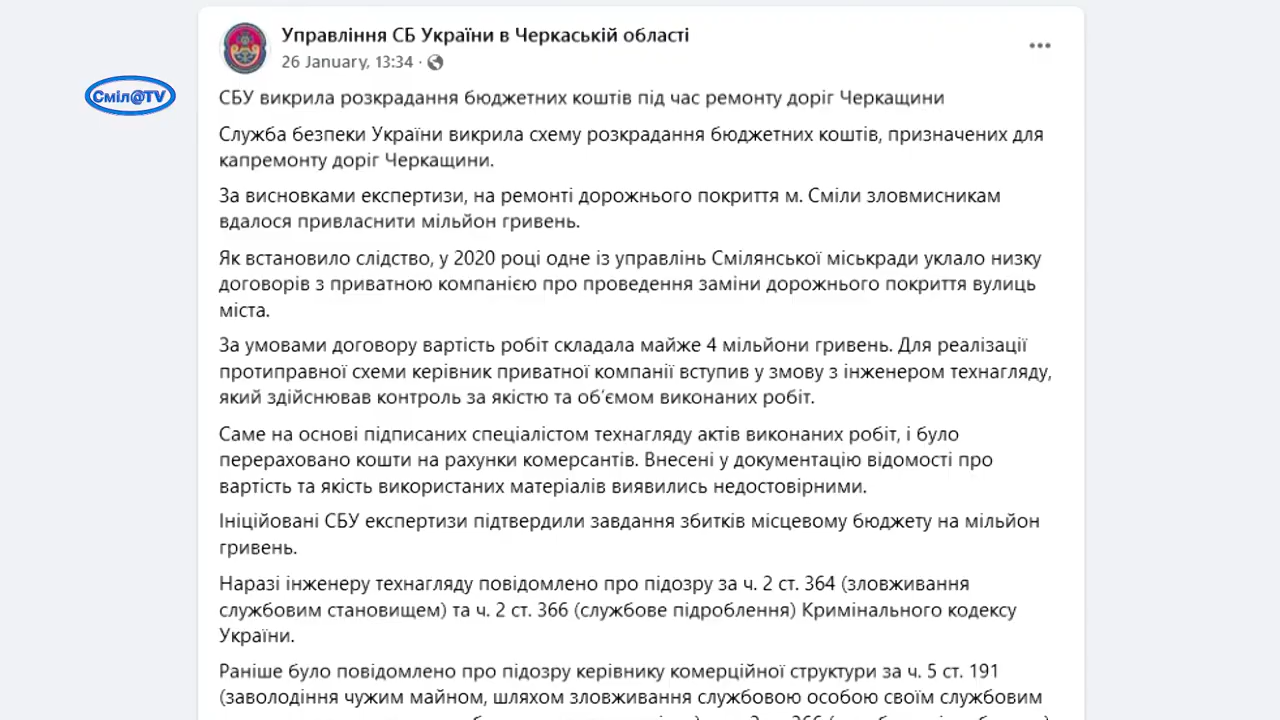 Управління СБ України в Черкаській області
26 January, 13:34 ·
Сміл@TV
СБУ викрила розкрадання бюджетних коштів під час ремонту доріг Черкащини
Служба безпеки України викрила схему розкрадання бюджетних коштів, призначених для
капремонту доріг Черкащини.
За висновками експертизи, на ремонті дорожнього покриття м. Сміли зловмисникам
вдалося привласнити мільйон гривень.
Як встановило слідство, у 2020 році одне із управлінь Смілянської міськради уклало низку
договорів з приватною компанією про проведення заміни дорожнього покриття вулиць
міста.
За умовами договору вартість робіт складала майже 4 мільйони гривень. Для реалізації
протиправної схеми керівник приватної компанії вступив у змову з інженером технагляду,
який здійснював контроль за якістю та об’ємом виконаних робіт.
Саме на основі підписаних спеціалістом технагляду актів виконаних робіт, і було
перераховано кошти на рахунки комерсантів. Внесені у документацію відомості про
вартість та якість використаних матеріалів виявились недостовірними.
Ініційовані СБУ експертизи підтвердили завдання збитків місцевому бюджету на мільйон
гривень.
Наразі інженеру технагляду повідомлено про підозру за ч. 2 ст. 364 (зловживання
службовим становищем) та ч. 2 ст. 366 (службове підроблення) Кримінального кодексу
України.
Раніше було повідомлено про підозру керівнику комерційної структури за ч. 5 ст. 191
(заволодіння чужим майном, шляхом зловживання службовою особою своїм службовим